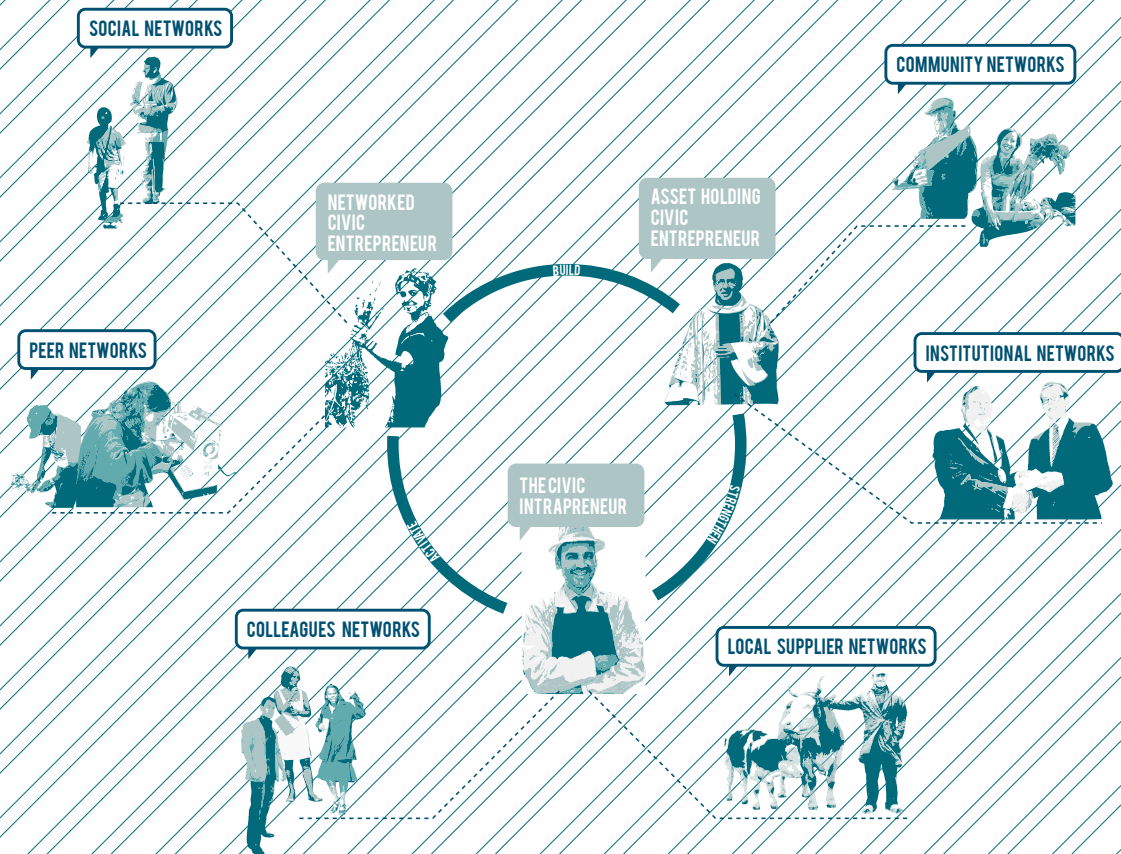 SOCIAL NETWORKS
COMMUNITY NETWORKS
NETWORKED
CIVIC
ENTREPRENEUR
ASSET HOLDING
CIVIC
ENTREPRENEUR
BUILD
PEER NETWORKS
INSTITUTIONAL NETWORKS
THE CIVIC
INTRAPRENEUR
ACTIVATE
STRENGTHEN
COLLEAGUES NETWORKS
LOCAL SUPPLIER NETWORKS